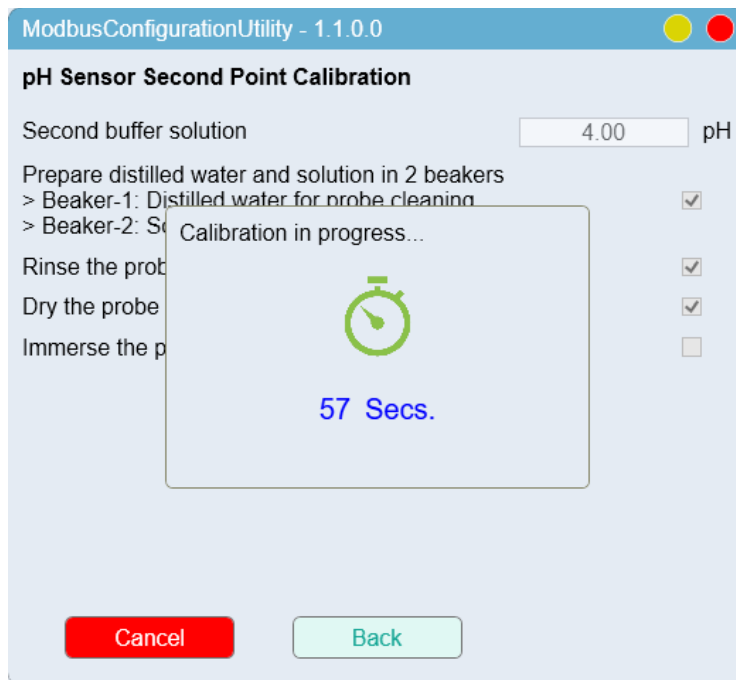 ModbusConfigurationUtility - 1.1.0.0
pH Sensor Second Point Calibration
Second buffer solution 4.00 pH
Prepare distilled water and solution in 2 beakers
> Beaker-1: Distilled water for probe cleaning
> Beaker-2:
Rinse the
Dry the probe
Immerse the
Calibration in progress...
57 Secs.
Cancel Back